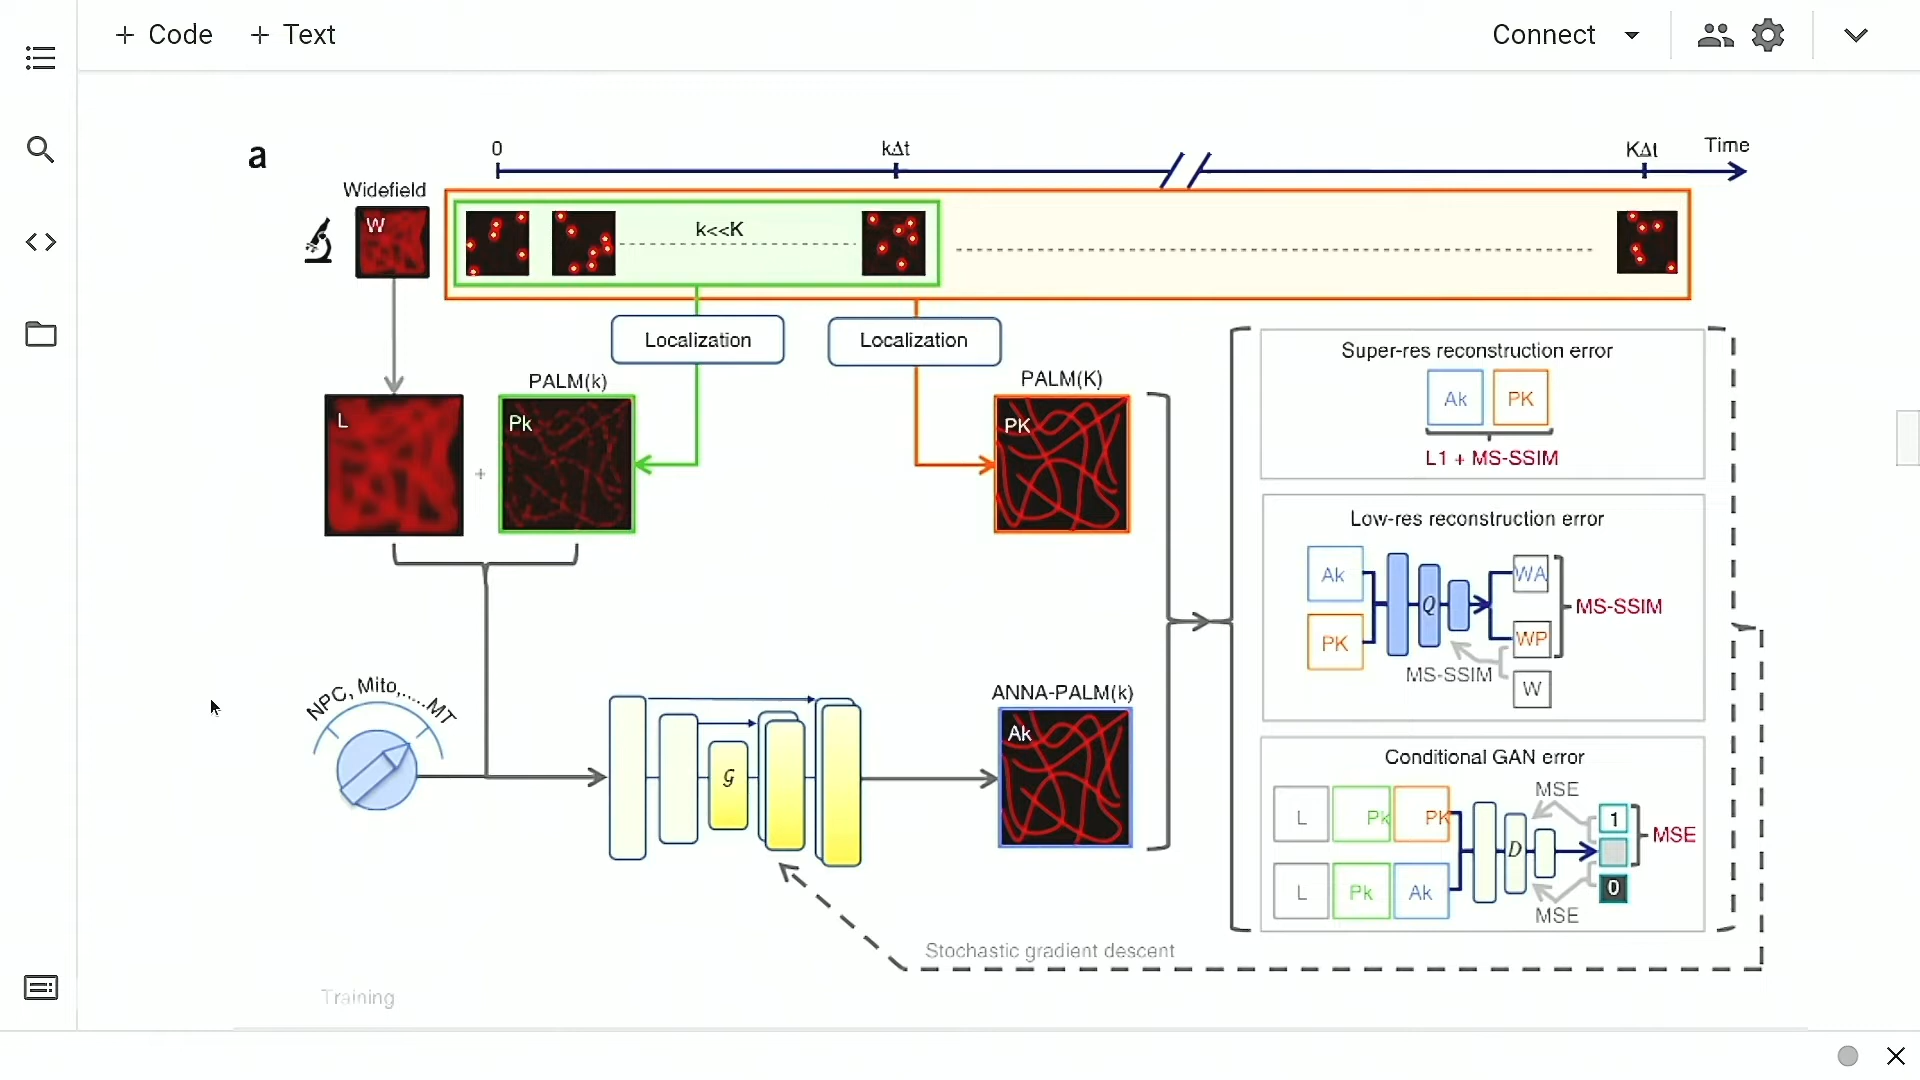 + Code
+ Text
Connect
a
0
kΔt
KΔt
Time
Widefield
W
k<<K
Localization
Localization
PALM(k)
PALM(K)
L
+
Pk
PK
Super-res reconstruction error
Ak
PK
L1 + MS-SSIM
Low-res reconstruction error
Ak
PK
Q
WA
WP
W
MS-SSIM
MS-SSIM
NPC, Mito,.....MT
G
ANNA-PALM(k)
Ak
Conditional GAN error
MSE
L
Pk
PK
L
Pk
Ak
D
1
0
MSE
MSE
Stochastic gradient descent
Training